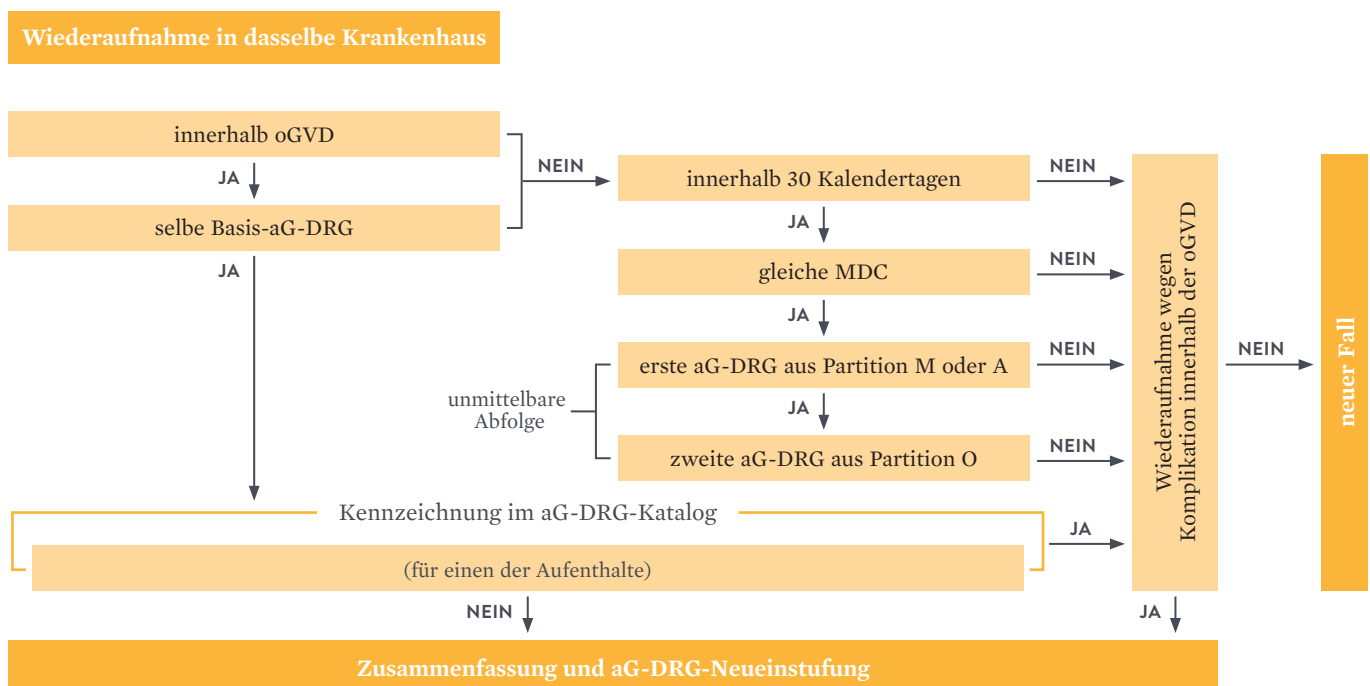 Wiederaufnahme in dasselbe Krankenhaus
innerhalb oGVD
JA
selbe Basis-aG-DRG
JA
NEIN
innerhalb 30 Kalendertagen
NEIN
JA
gleiche MDC
NEIN
JA
erste aG-DRG aus Partition M oder A
NEIN
unmittelbare
Abfolge
JA
zweite aG-DRG aus Partition O
NEIN
Kennzeichnung im aG-DRG-Katalog
(für einen der Aufenthalte)
JA
NEIN
Wiederaufnahme wegen
Komplikation innerhalb der oGVD
NEIN
neuer Fall
JA
Zusammenfassung und aG-DRG-Neueinstufung